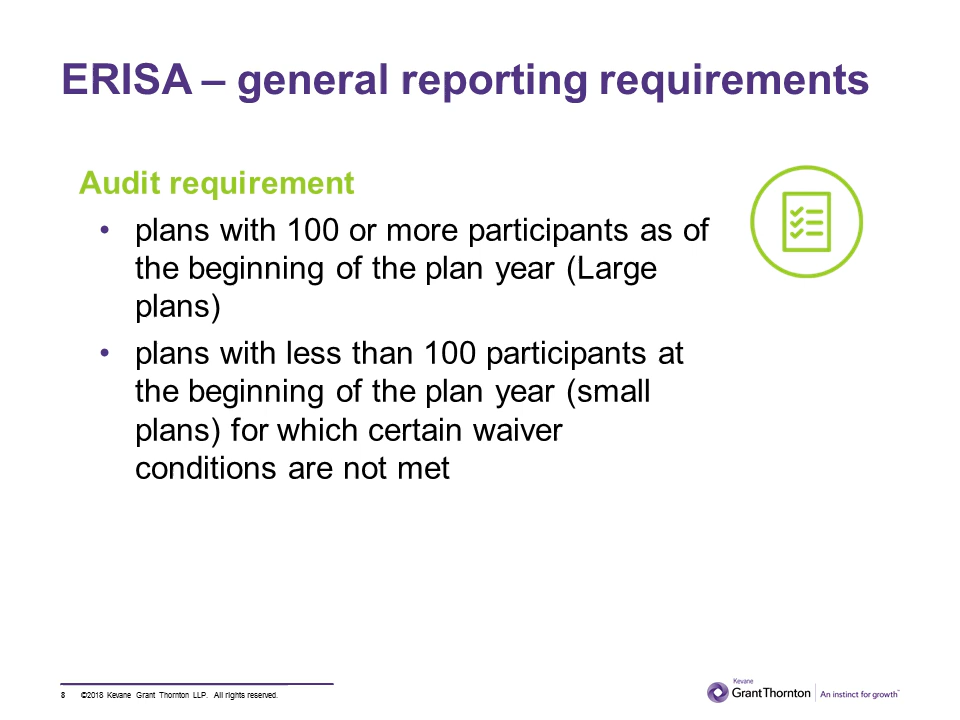 ERISA – general reporting requirements
Audit requirement
• plans with 100 or more participants as of
the beginning of the plan year (Large
plans)
• plans with less than 100 participants at
the beginning of the plan year (small
plans) for which certain waiver
conditions are not met
8 ©2018 Kevane Grant Thornton LLP. All rights reserved.
Kevane
GrantThornton
An instinct for growth™